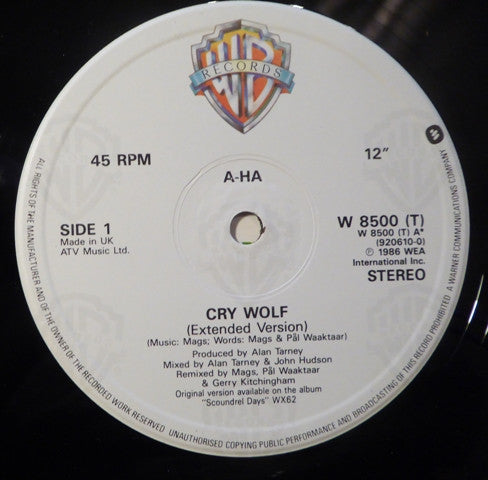 WB
RECORDS
45 RPM
12"
A-HA
SIDE 1
Made in UK
ATV Music Ltd.
W 8500 (T)
W 8500 (T) A*
(920610-0)
℗ 1986 WEA
International Inc.
STEREO
CRY WOLF
(Extended Version)
(Music: Mags; Words: Mags & Pål Waaktaar)
Produced by Alan Tarney
Mixed by Alan Tarney & John Hudson
Remixed by Mags, Pål Waaktaar
& Gerry Kitchingham
Original version available on the album
"Scoundrel Days" WX62
ALL RIGHTS OF THE MANUFACTURER AND OF THE OWNER OF THE RECORDED WORK RESERVED. UNAUTHORISED COPYING PUBLIC PERFORMANCE AND BROADCASTING OF THIS RECORD PROHIBITED. A WARNER COMMUNICATIONS COMPANY